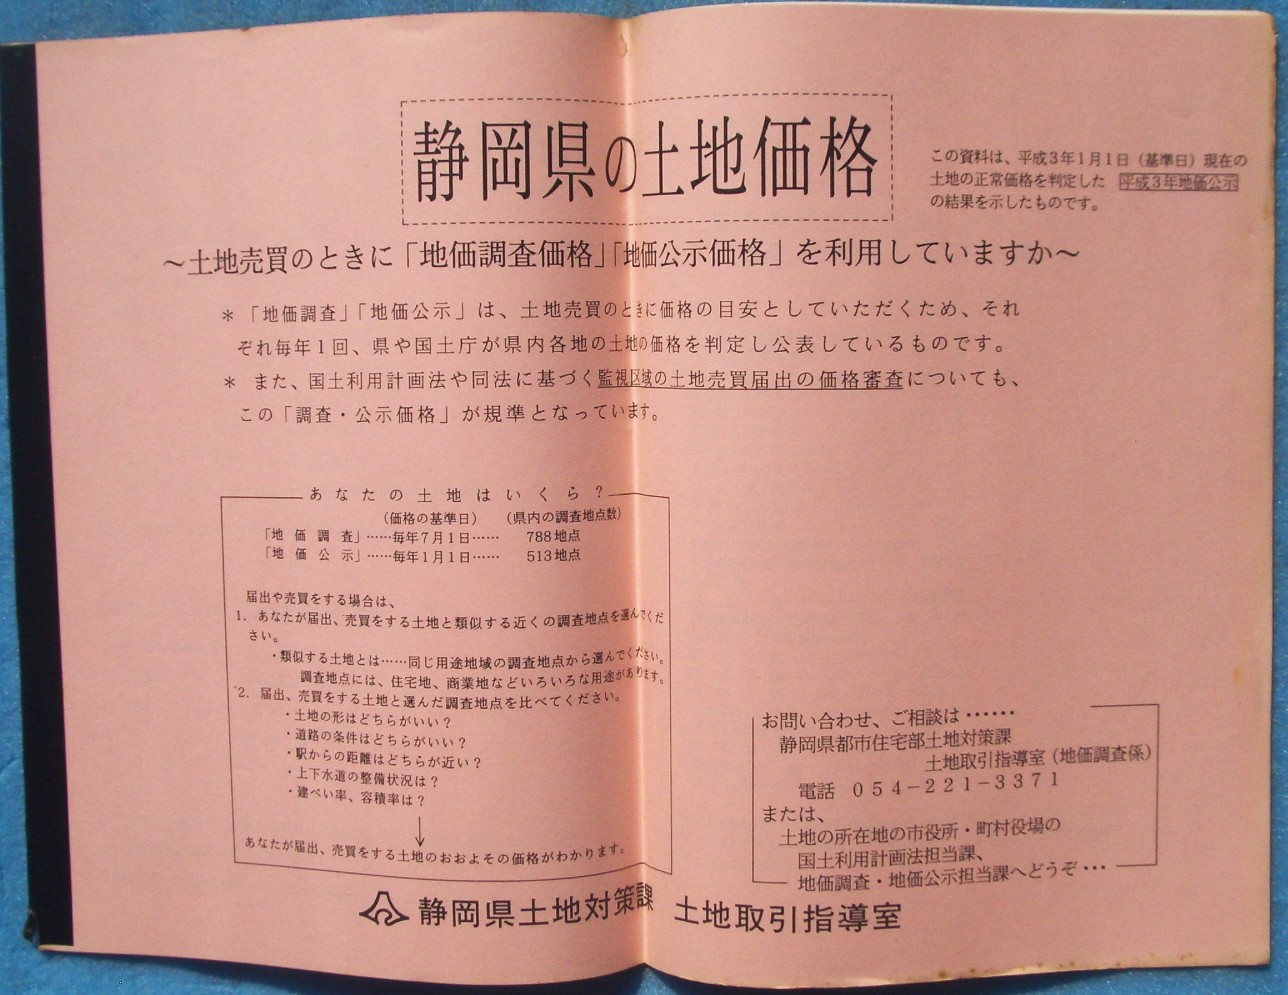 静岡県の土地価格
この資料は、平成3年1月1日（基準日）現在の
土地の正常価格を判定した 平成3年地価公示
の結果を示したものです。
～土地売買のときに「地価調査価格」「地価公示価格」を利用していますか～
＊「地価調査」「地価公示」は、土地売買のときに価格の目安としていただくため、それ
ぞれ毎年1回、県や国土庁が県内各地の土地の価格を判定し公表しているものです。
＊ また、国土利用計画法や同法に基づく監視区域の土地売買届出の価格審査についても、
この「調査・公示価格」が規準となっています。
あなたの土地はいくら？
（価格の基準日） （県内の調査地点数）
「地価調査」……毎年7月1日…… 788地点
「地価公示」……毎年1月1日…… 513地点
届出や売買をする場合は、
1. あなたが届出、売買をする土地と類似する近くの調査地点を選んでくだ
さい。
・類似する土地とは……同じ用途地域の調査地点から選んでください。
調査地点には、住宅地、商業地などいろいろな用途があります。
2. 届出、売買をする土地と選んだ調査地点を比べてください。
・土地の形はどちらがいい？
・道路の条件はどちらがいい？
・駅からの距離はどちらが近い？
・上下水道の整備状況は？
・建ぺい率、容積率は？
↓
あなたが届出、売買をする土地のおおよその価格がわかります。
お問い合わせ、ご相談は……
静岡県都市住宅部土地対策課
土地取引指導室（地価調査係）
電話 054-221-3371
または、
土地の所在地の市役所・町村役場の
国土利用計画法担当課、
地価調査・地価公示担当課へどうぞ…
静岡県土地対策課 土地取引指導室